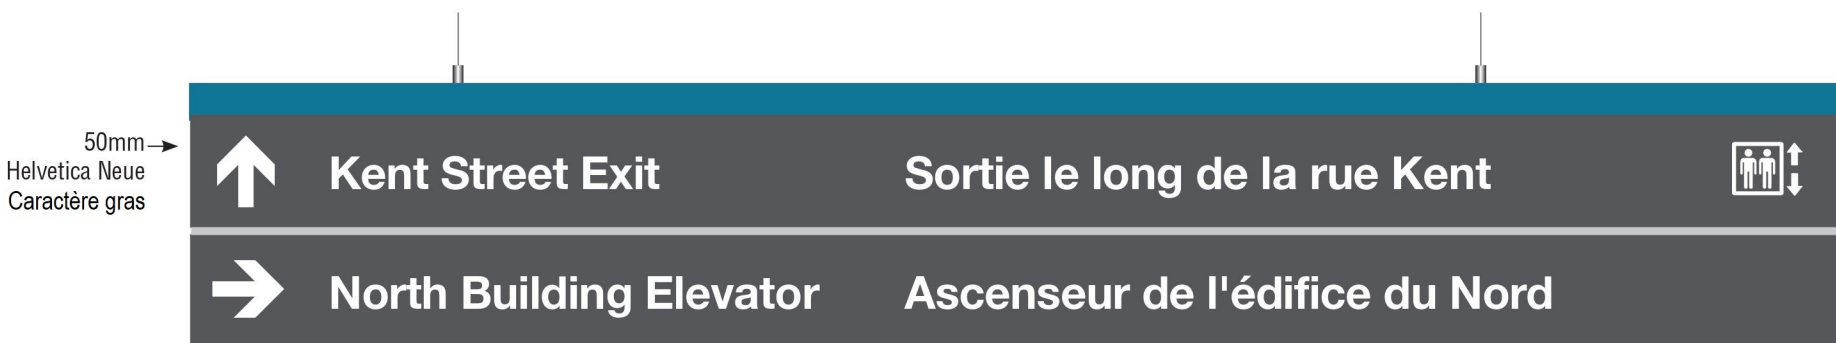 50mm
Helvetica Neue
Caractère gras
Kent Street Exit Sortie le long de la rue Kent
North Building Elevator Ascenseur de l'édifice du Nord